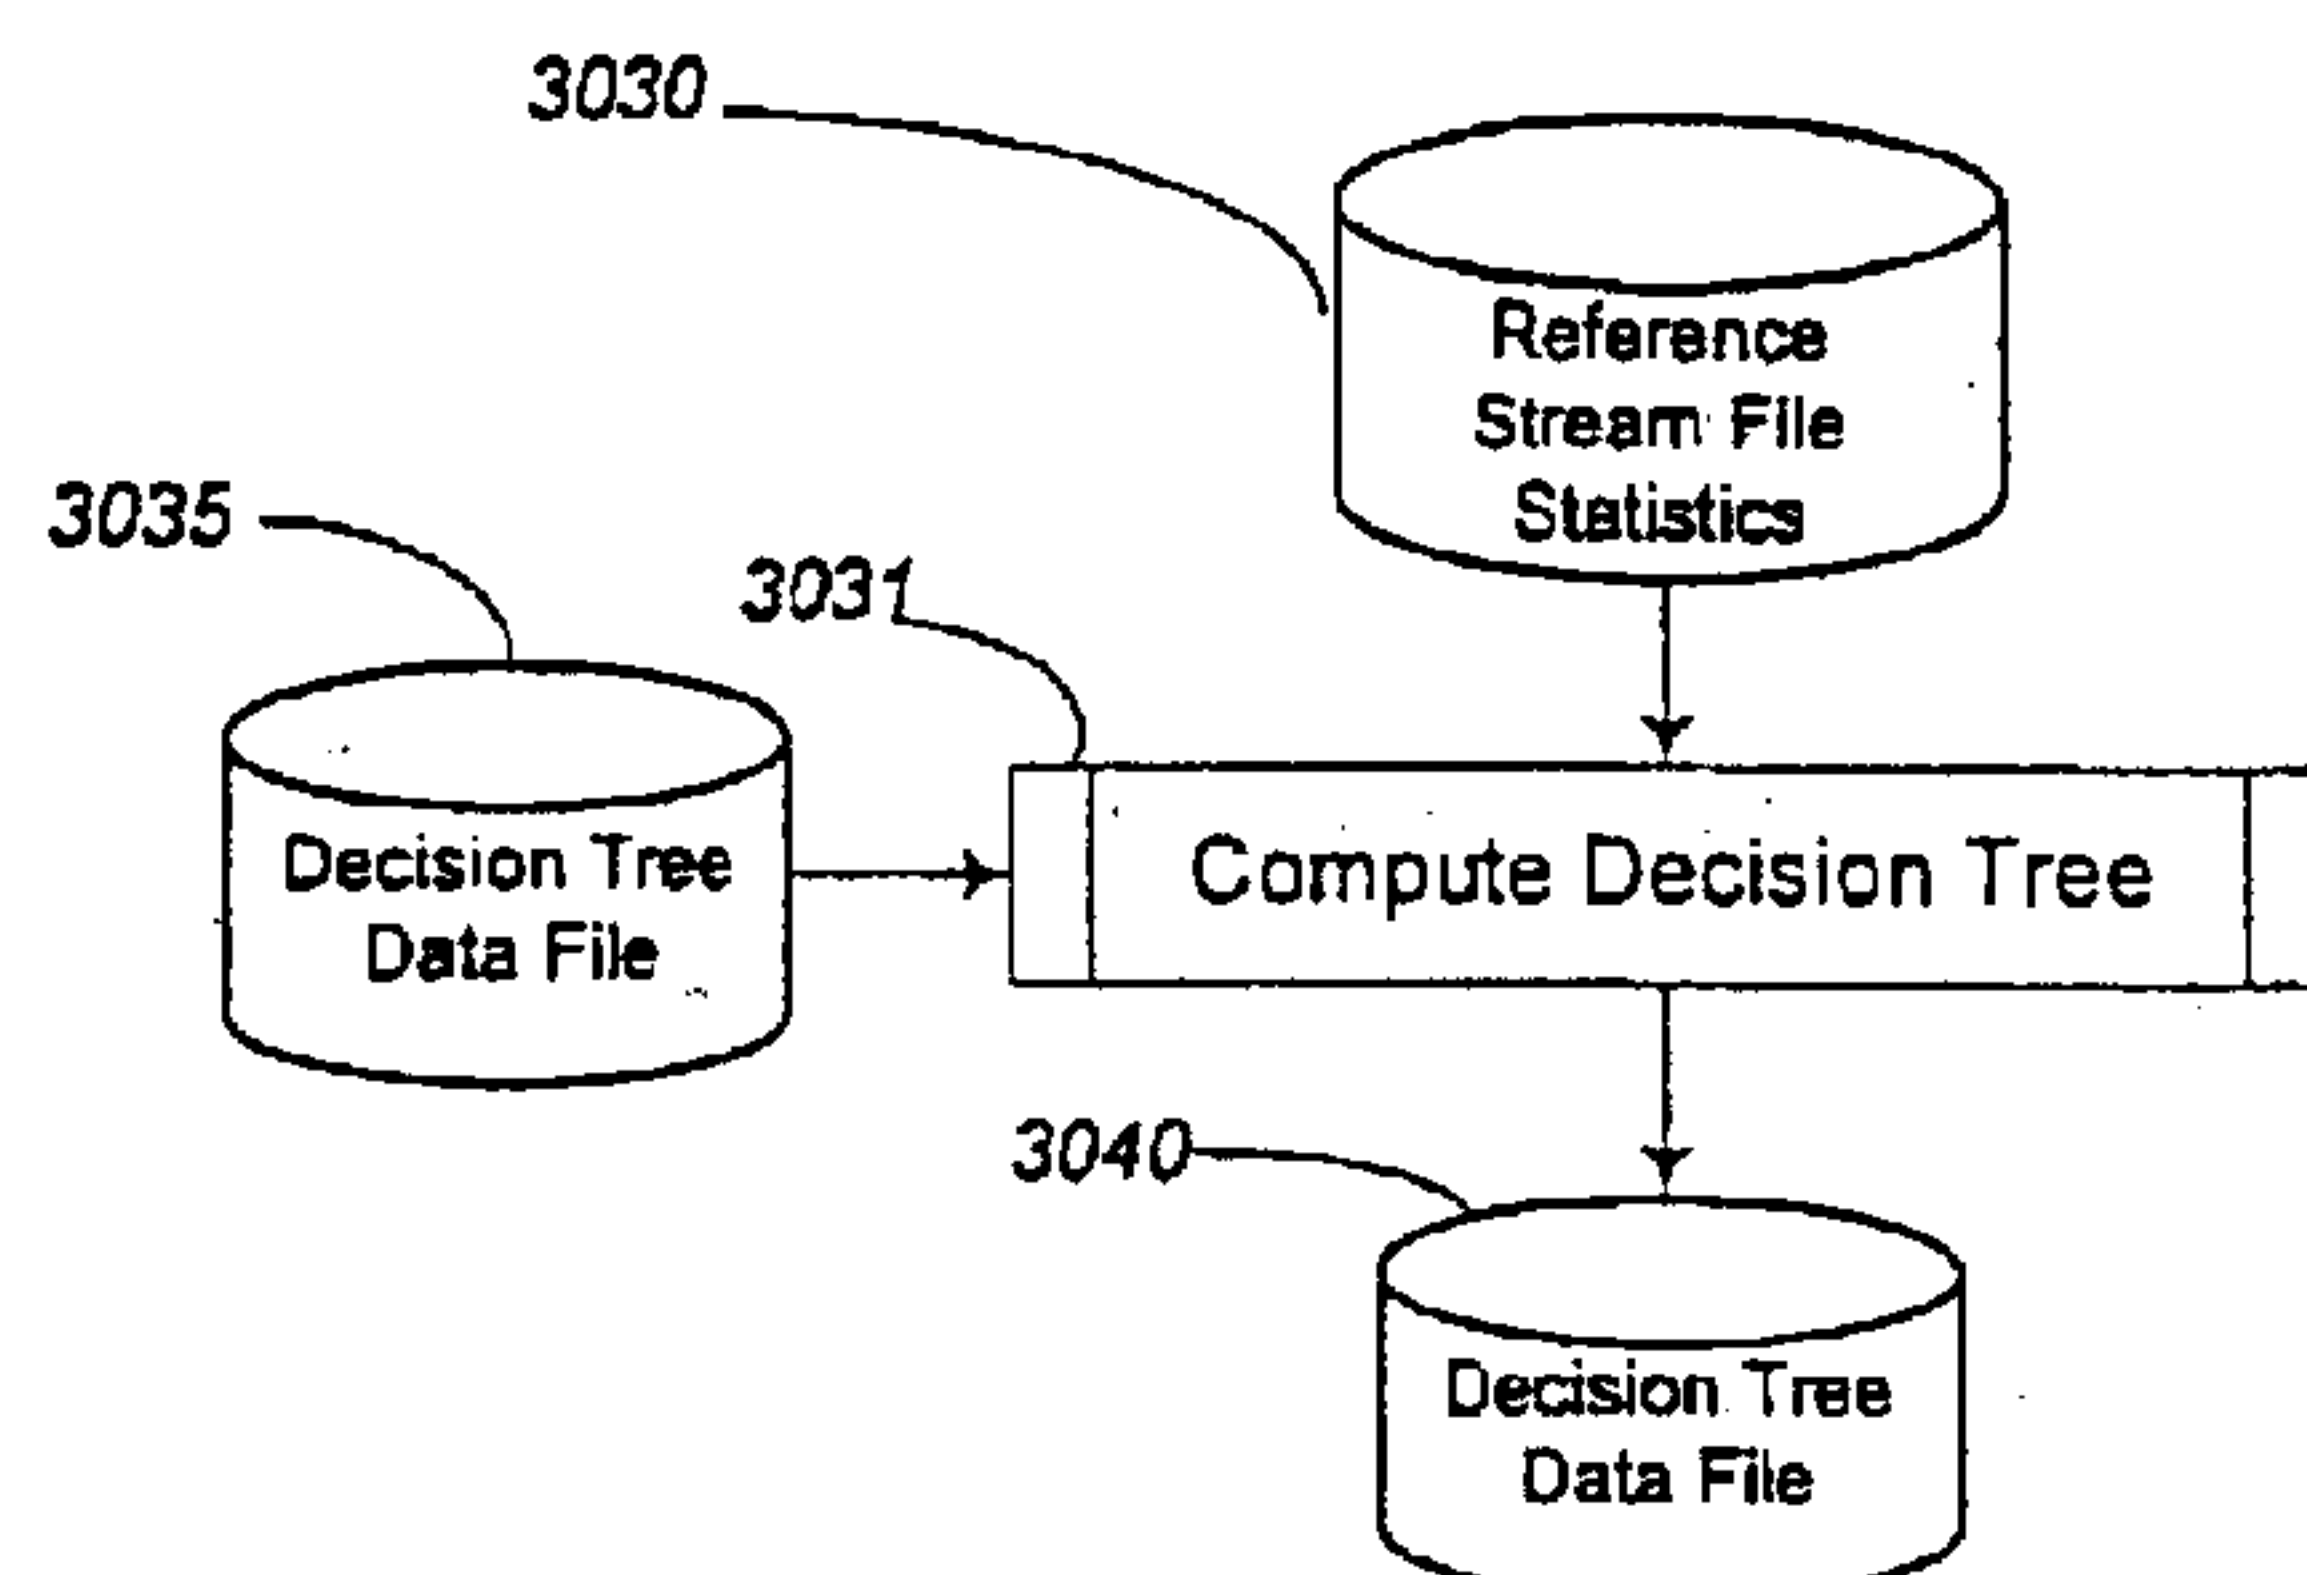 3030
Reference
Stream File
Statistics
3035
3031
Decision Tree
Data File
Compute Decision Tree
3040
Decision Tree
Data File